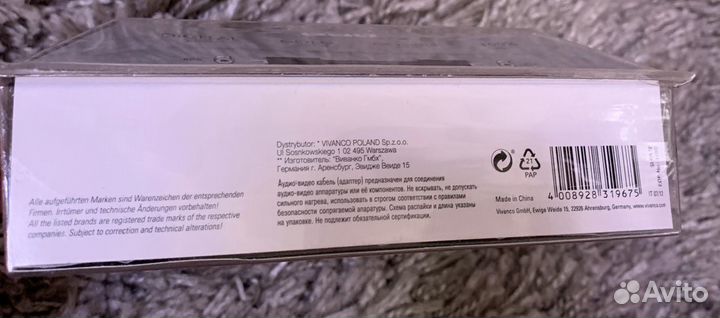 Alle aufgeführten Marken sind Warenzeichen der entsprechenden
Firmen. Irrtümer und technische Änderungen vorbehalten!
All the listed brands are registered trade marks of the respective
companies. Subject to correction and technical alterations!
Dystrybutor: * VIVANCO POLAND Sp.z.o.o.
Ul Sosnkowskiego 1 02 495 Warszawa
** Изготовитель: "Виванко Гмбх",
Германия г. Аренсбург, Эвидже Веиде 15
Аудио-видео кабель (адаптер) предназначен для соединения
аудио-видео аппаратуры или её компонентов. Не вскрывать, не допускать
сильного нагрева, использовать в строгом соответствии с правилами
безопасности сопрягаемой аппаратуры. Схема распайки и длина указаны
на упаковке. Не подлежит обязательной сертификации.
21
PAP
4 008928 319675
Made in China
Vivanco GmbH, Ewige Weide 15, 22926 Ahrensburg, Germany, www.vivanco.com
Avito